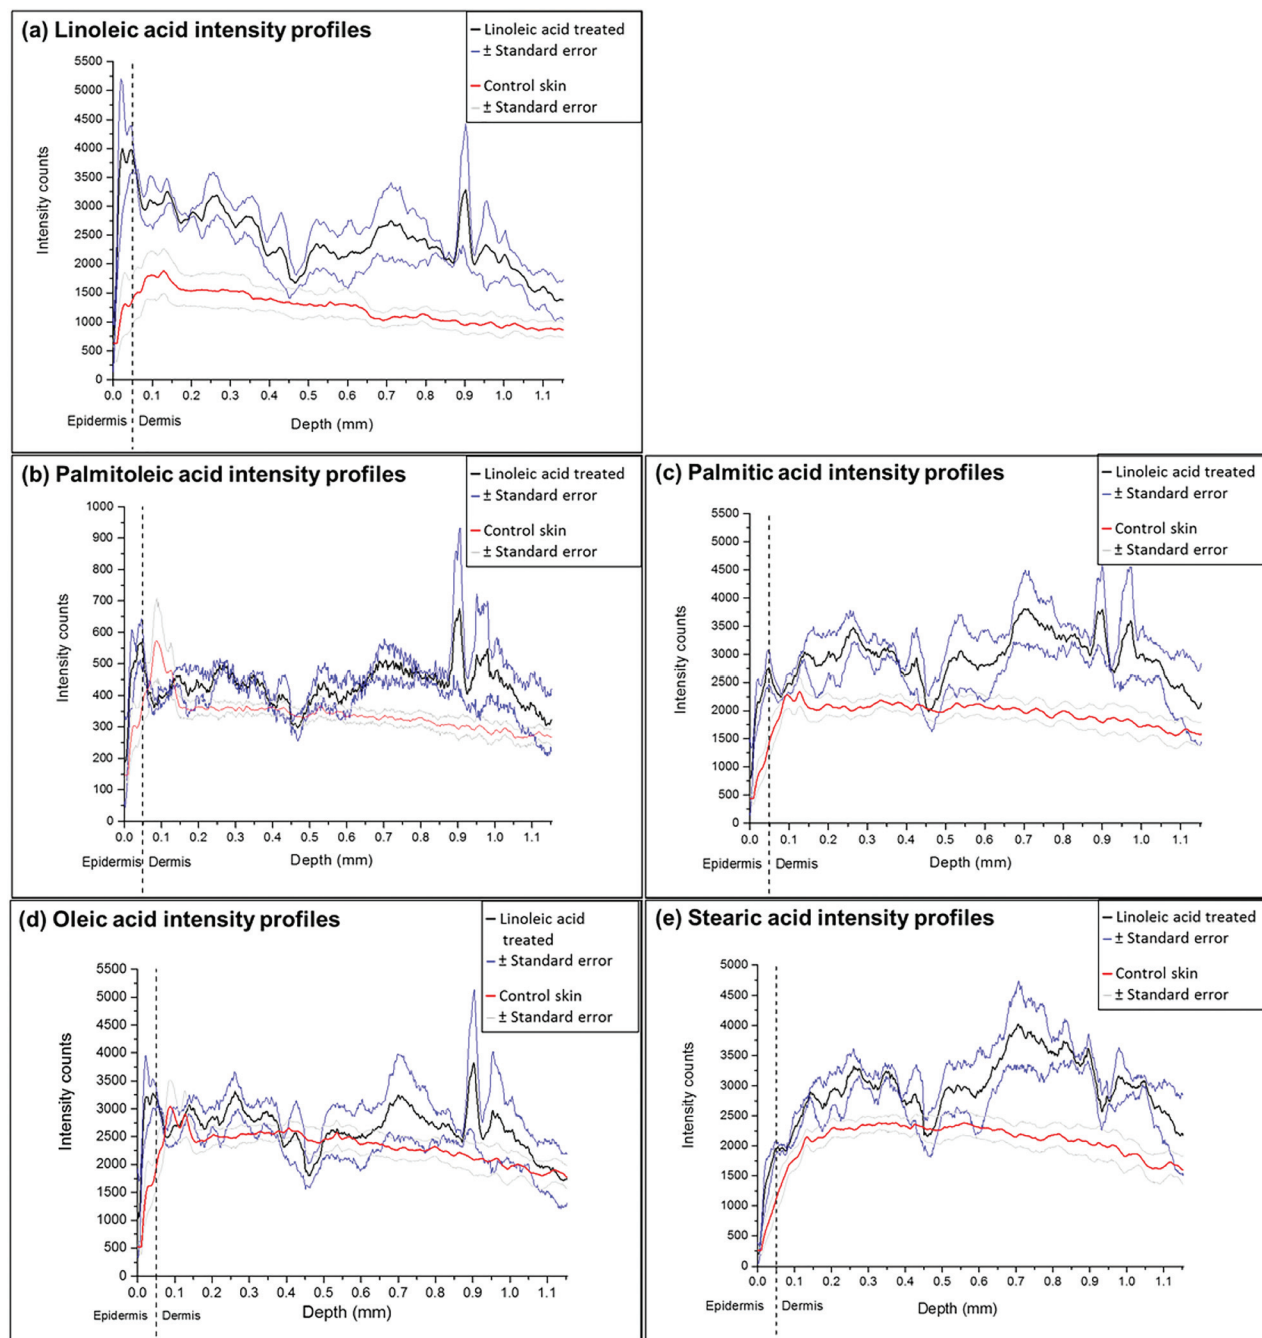 (a) Linoleic acid intensity profiles
Linoleic acid treated
± Standard error
Control skin
± Standard error
5500
5000
4500
4000
3500
3000
2500
2000
1500
1000
500
0
Intensity counts
0.0 0.1 0.2 0.3 0.4 0.5 0.6 0.7 0.8 0.9 1.0 1.1
Epidermis Dermis
Depth (mm)
(b) Palmitoleic acid intensity profiles
Linoleic acid treated
± Standard error
Control skin
± Standard error
1000
900
800
700
600
500
400
300
200
100
0
Intensity counts
0.0 0.1 0.2 0.3 0.4 0.5 0.6 0.7 0.8 0.9 1.0 1.1
Epidermis Dermis
Depth (mm)
(c) Palmitic acid intensity profiles
Linoleic acid treated
± Standard error
Control skin
± Standard error
5500
5000
4500
4000
3500
3000
2500
2000
1500
1000
500
0
Intensity counts
0.0 0.1 0.2 0.3 0.4 0.5 0.6 0.7 0.8 0.9 1.0 1.1
Epidermis Dermis
Depth (mm)
(d) Oleic acid intensity profiles
Linoleic acid
treated
± Standard error
Control skin
± Standard error
5500
5000
4500
4000
3500
3000
2500
2000
1500
1000
500
0
Intensity counts
0.0 0.1 0.2 0.3 0.4 0.5 0.6 0.7 0.8 0.9 1.0 1.1
Epidermis Dermis
Depth (mm)
(e) Stearic acid intensity profiles
Linoleic acid treated
± Standard error
Control skin
± Standard error
5000
4500
4000
3500
3000
2500
2000
1500
1000
500
0
Intensity counts
0.0 0.1 0.2 0.3 0.4 0.5 0.6 0.7 0.8 0.9 1.0 1.1
Epidermis Dermis
Depth (mm)